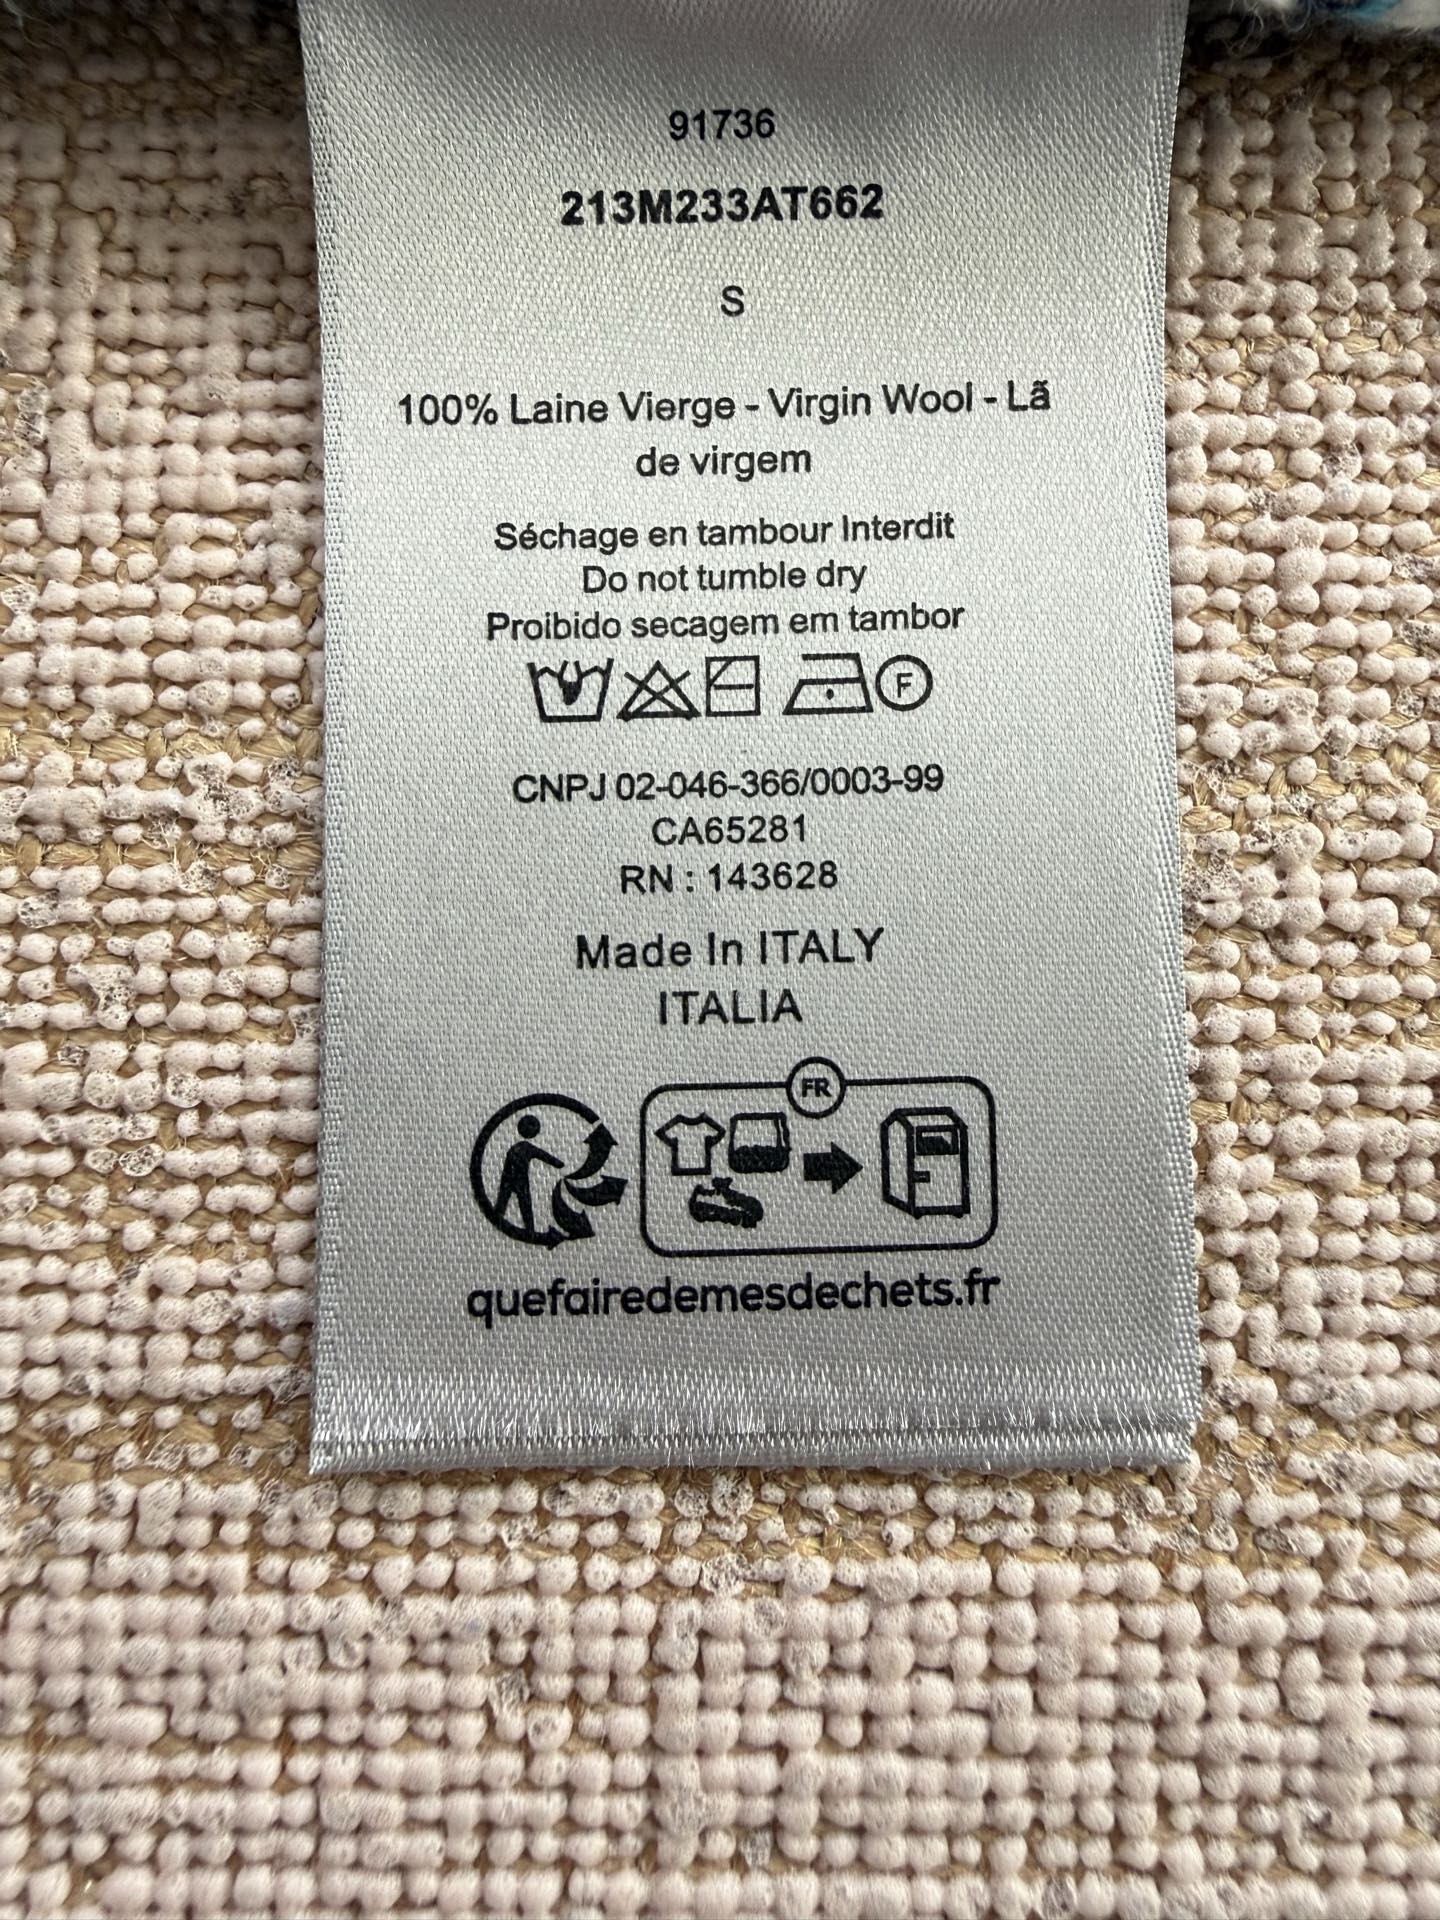 91736
213M233AT662
S
100% Laine Vierge - Virgin Wool - Lã
de virgem
Séchage en tambour Interdit
Do not tumble dry
Proibido secagem em tambor
F
CNPJ 02-046-366/0003-99
CA65281
RN : 143628
Made In ITALY
ITALIA
FR
quefairedemesdechets.fr